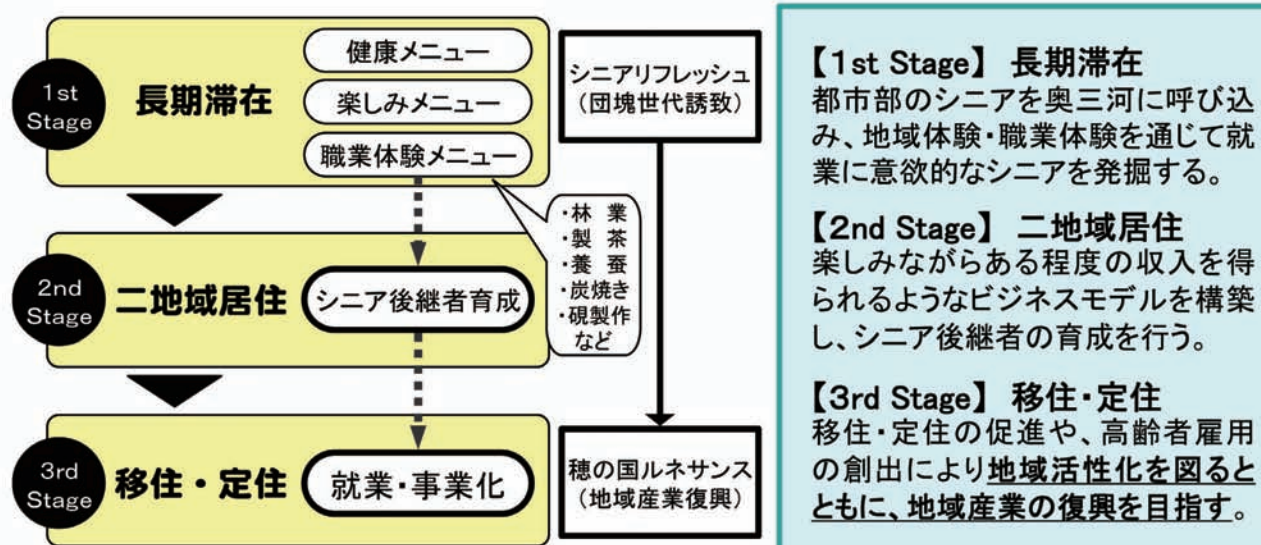 1st
Stage
長期滞在
健康メニュー
楽しみメニュー
職業体験メニュー
・林　業
・製　茶
・養　蚕
・炭焼き
・硯製作
など
2nd
Stage
二地域居住
シニア後継者育成
3rd
Stage
移住・定住
就業・事業化
シニアリフレッシュ
（団塊世代誘致）
穂の国ルネサンス
（地域産業復興）
【1st Stage】 長期滞在
都市部のシニアを奥三河に呼び込
み、地域体験・職業体験を通じて就
業に意欲的なシニアを発掘する。
【2nd Stage】 二地域居住
楽しみながらある程度の収入を得
られるようなビジネスモデルを構築
し、シニア後継者の育成を行う。
【3rd Stage】 移住・定住
移住・定住の促進や、高齢者雇用
の創出により地域活性化を図ると
ともに、地域産業の復興を目指す。